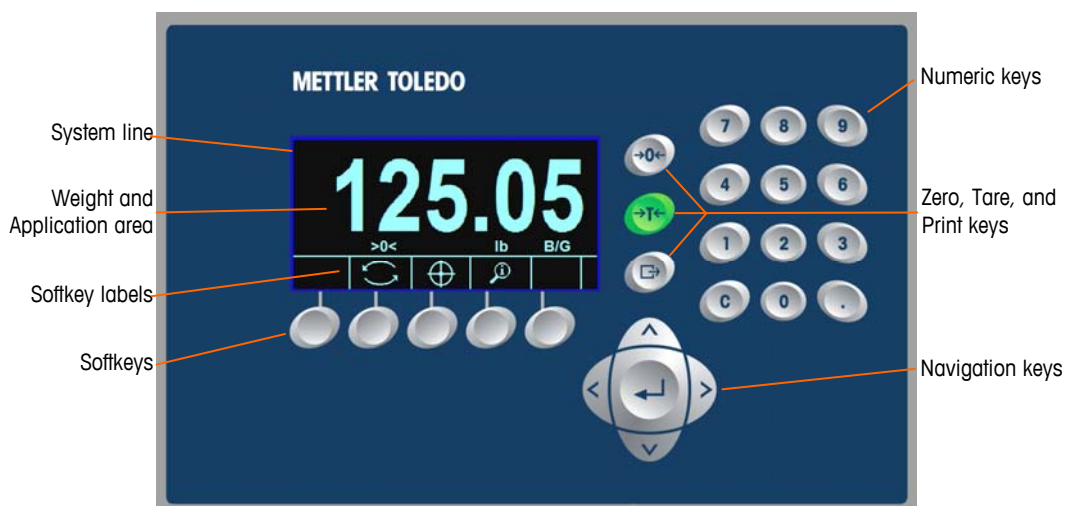 METTLER TOLEDO
System line
Weight and
Application area
Softkey labels
Softkeys
125.05
>0<
lb
B/G
i
→0←
→T←
7
8
9
4
5
6
1
2
3
C
0
.
Numeric keys
Zero, Tare, and
Print keys
Navigation keys